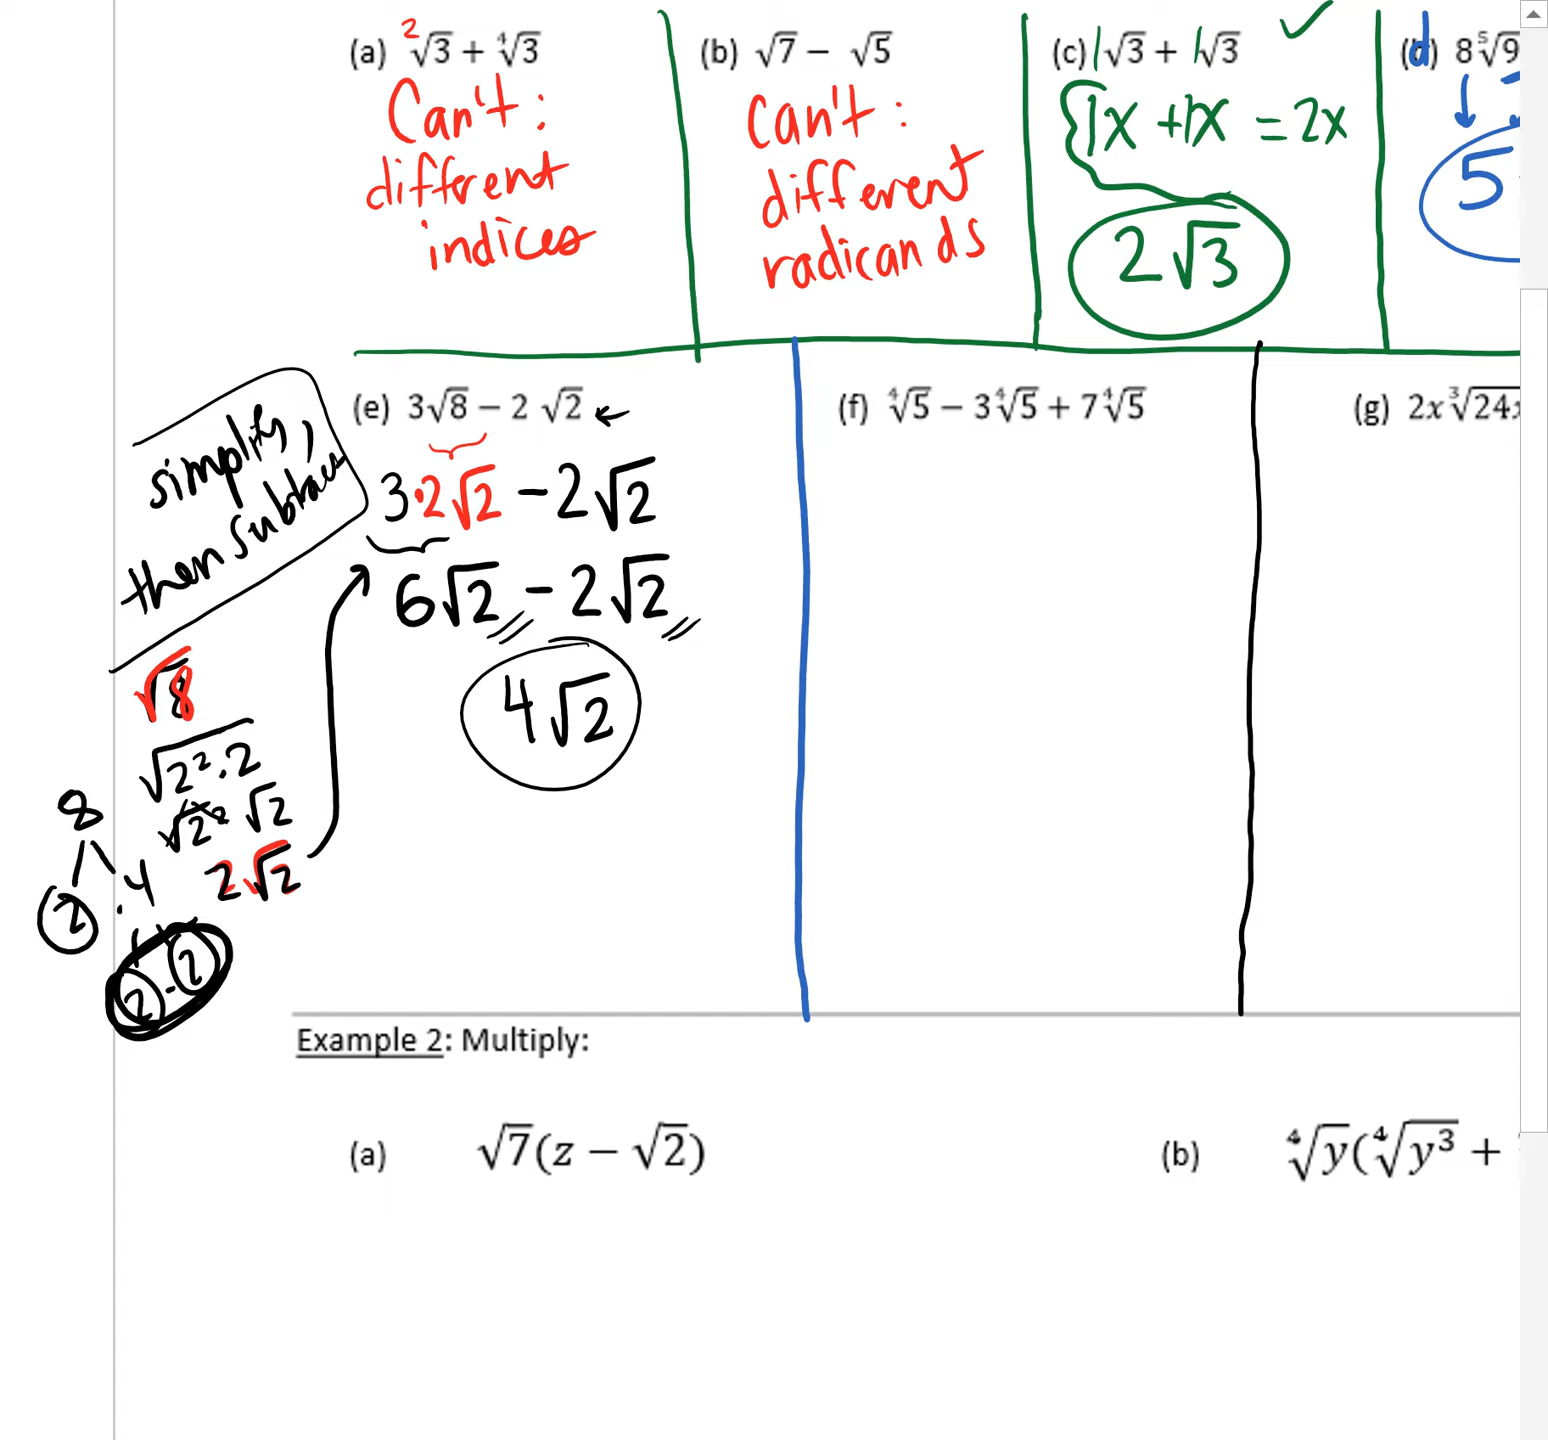 (a) ²√3 + ⁴√3
Can't:
different
indices
(b) √7 − √5
Can't:
different
radicands
(c) 1√3 + 1√3 ✓
{1x + 1x = 2x
2√3
(d) 8⁵√9
5
simplify,
then subtract
(e) 3√8 − 2 √2 ←
3·2√2 − 2√2
6√2 − 2√2
4√2
√8
√2²·2
√2² √2
2√2
8
2 · 4
2 · 2
(f) ⁴√5 − 3⁴√5 + 7⁴√5
(g) 2x³√24
Example 2: Multiply:
(a) √7(z − √2)
(b) ⁴√y(⁴√y³ +